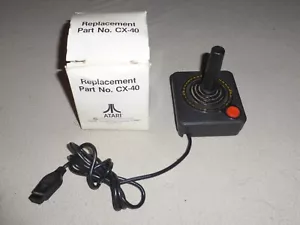 Replacement
Part No. CX-40
Replacement
Part No. CX-40
ATARI